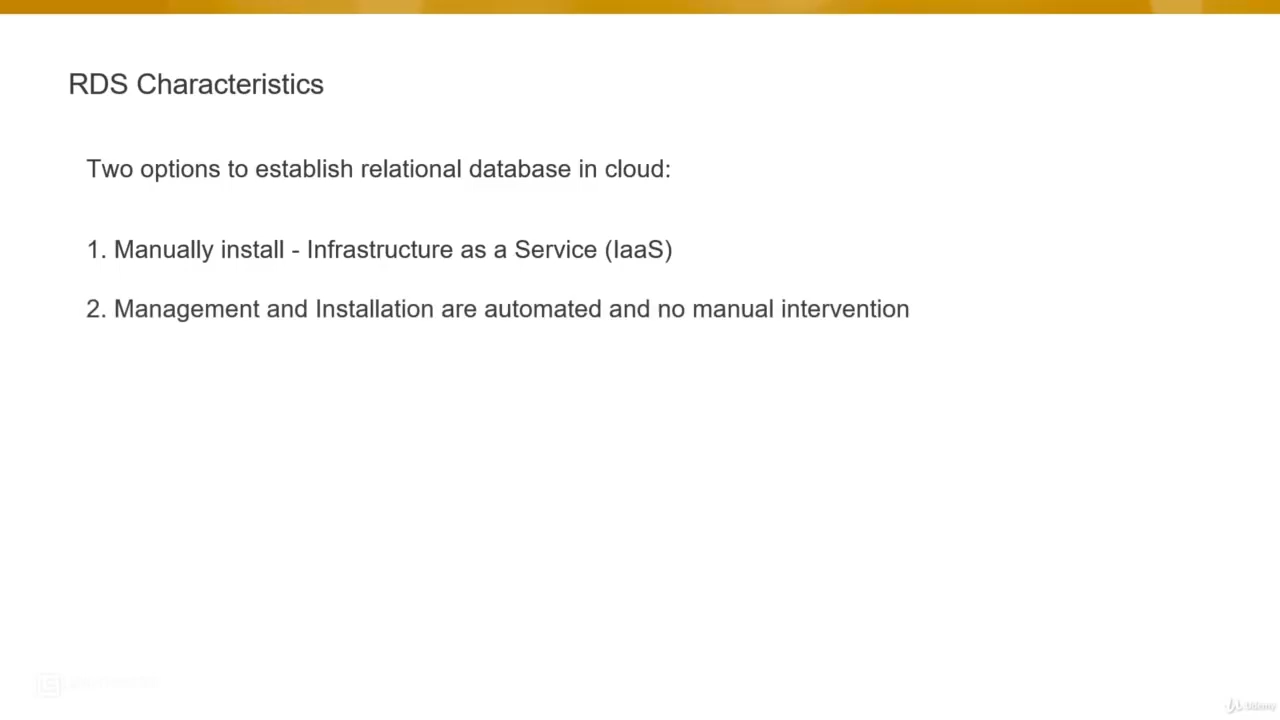 RDS Characteristics
Two options to establish relational database in cloud:
1. Manually install - Infrastructure as a Service (IaaS)
2. Management and Installation are automated and no manual intervention
Udemy